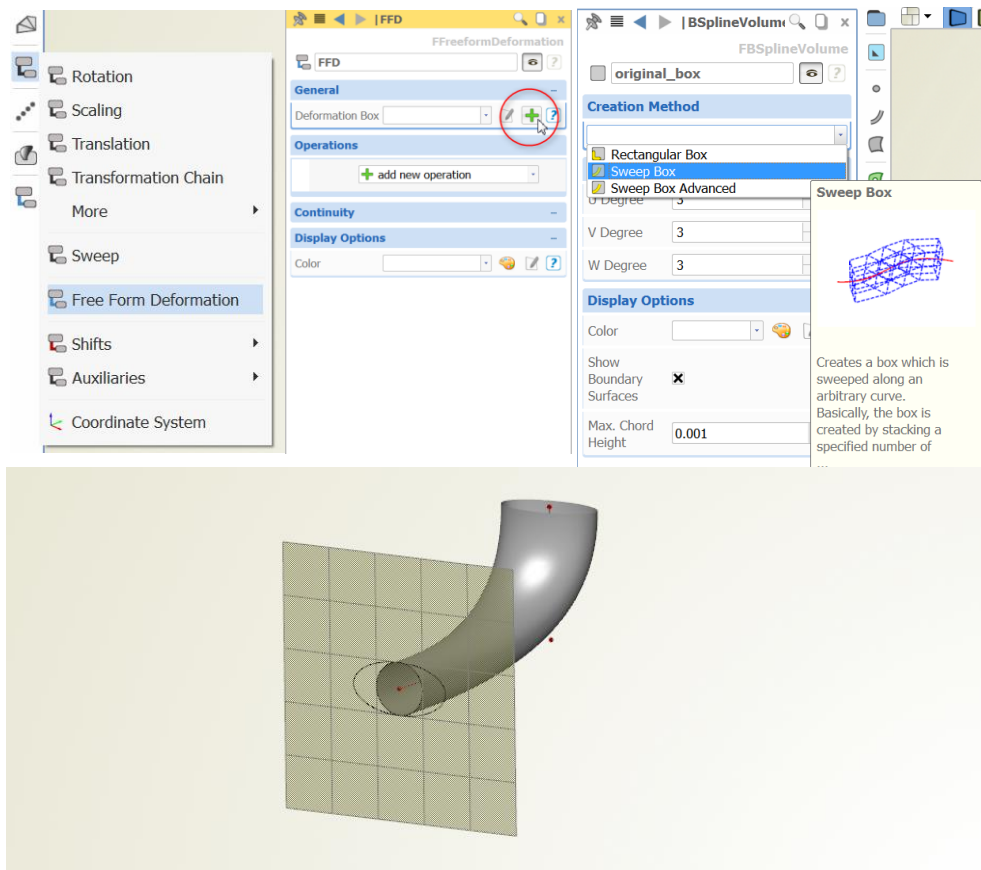 Rotation
Scaling
Translation
Transformation Chain
More
Sweep
Free Form Deformation
Shifts
Auxiliaries
Coordinate System
|FFD
x
FFreeformDeformation
FFD
?
General
Deformation Box
?
Operations
add new operation
Continuity
Display Options
Color
?
|BSplineVolum
x
FBSplineVolume
original_box
?
Creation Method
Rectangular Box
Sweep Box
Sweep Box Advanced
U Degree
3
V Degree
3
W Degree
3
Display Options
Color
Show
Boundary
Surfaces
Max. Chord
Height
0.001
Sweep Box
Creates a box which is
sweeped along an
arbitrary curve.
Basically, the box is
created by stacking a
specified number of
...